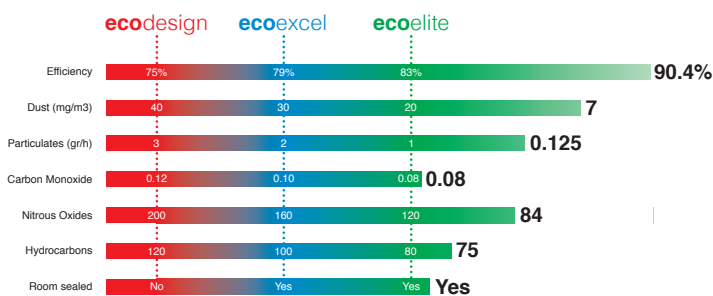 ecodesign ecoexcel ecoelite
Efficiency 75% 79% 83% 90.4%
Dust (mg/m3) 40 30 20 7
Particulates (gr/h) 3 2 1 0.125
Carbon Monoxide 0.12 0.10 0.08 0.08
Nitrous Oxides 200 160 120 84
Hydrocarbons 120 100 80 75
Room sealed No Yes Yes Yes